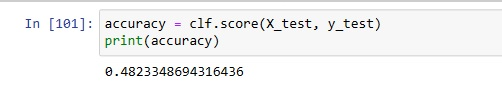 In [101]: accuracy = clf.score(X_test, y_test)
print(accuracy)
0.4823348694316436